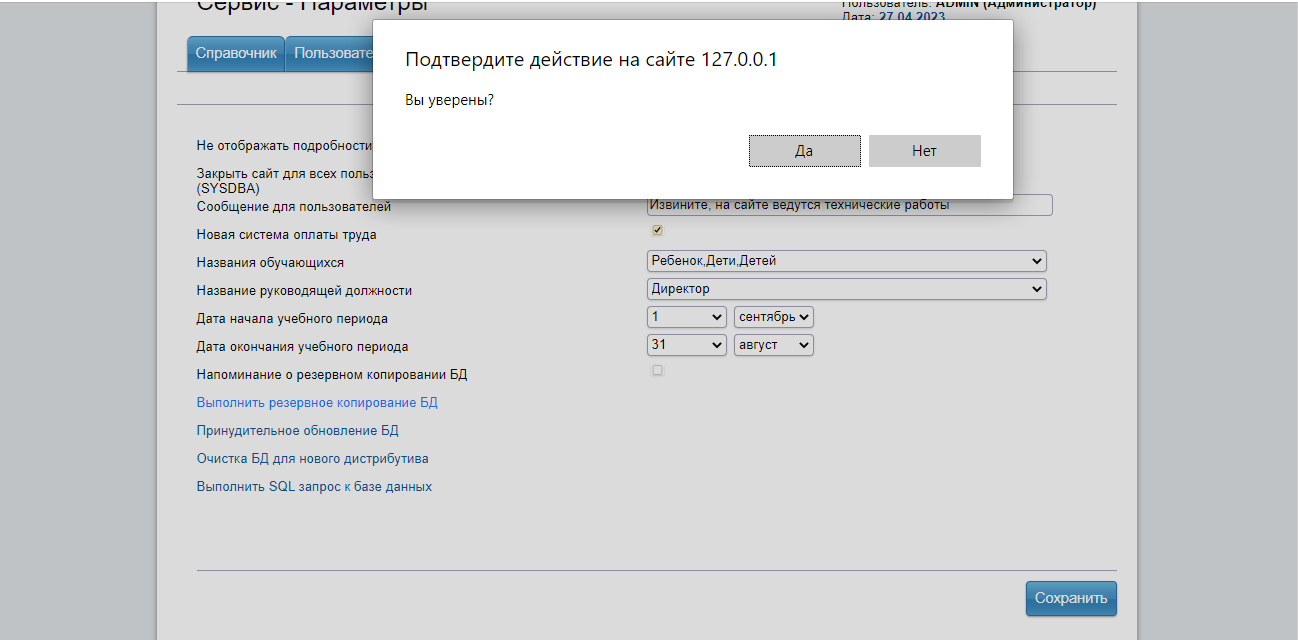 Сервис - Параметры
Пользователь: ADMIN (Администратор)
Дата: 27.04.2023
Справочник
Пользовате
Подтвердите действие на сайте 127.0.0.1
Вы уверены?
Да
Нет
Не отображать подробности
Закрыть сайт для всех поль
(SYSDBA)
Сообщение для пользователей
Извините, на сайте ведутся технические работы
Новая система оплаты труда
Названия обучающихся
Ребенок,Дети,Детей
Название руководящей должности
Директор
Дата начала учебного периода
1
сентябрь
Дата окончания учебного периода
31
август
Напоминание о резервном копировании БД
Выполнить резервное копирование БД
Принудительное обновление БД
Очистка БД для нового дистрибутива
Выполнить SQL запрос к базе данных
Сохранить